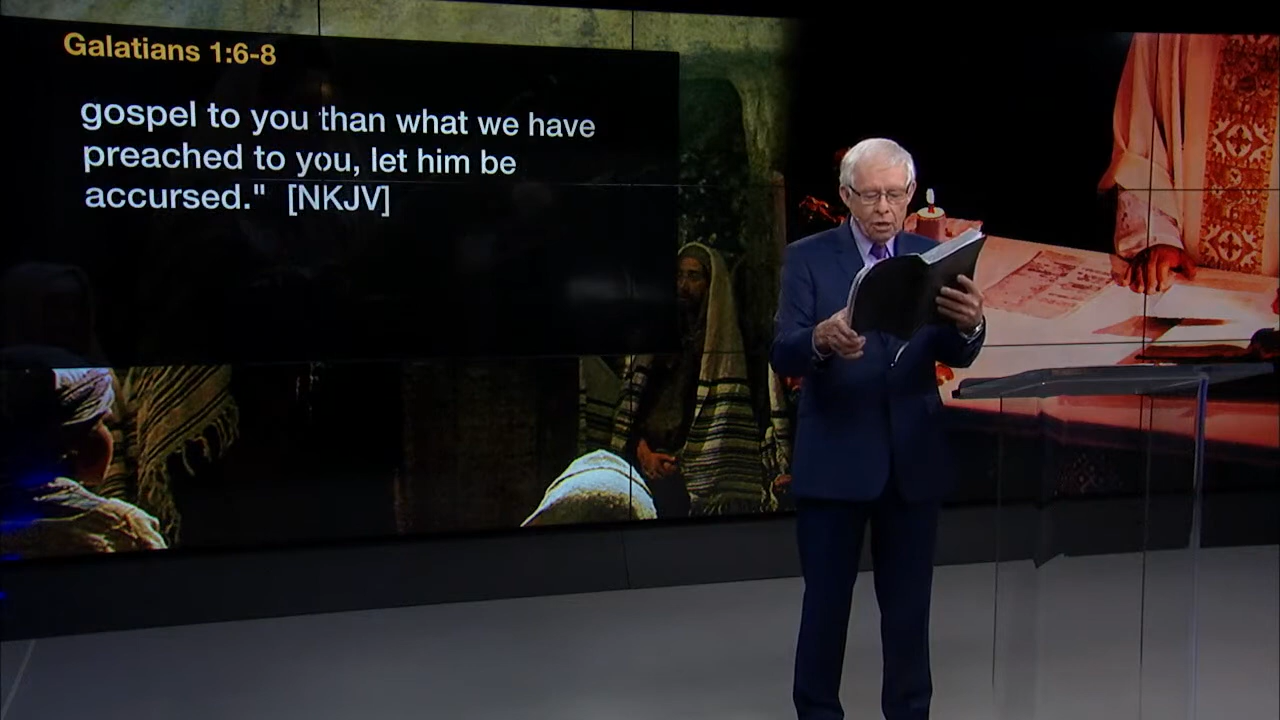 Galatians 1:6-8
gospel to you than what we have
preached to you, let him be
accursed."  [NKJV]